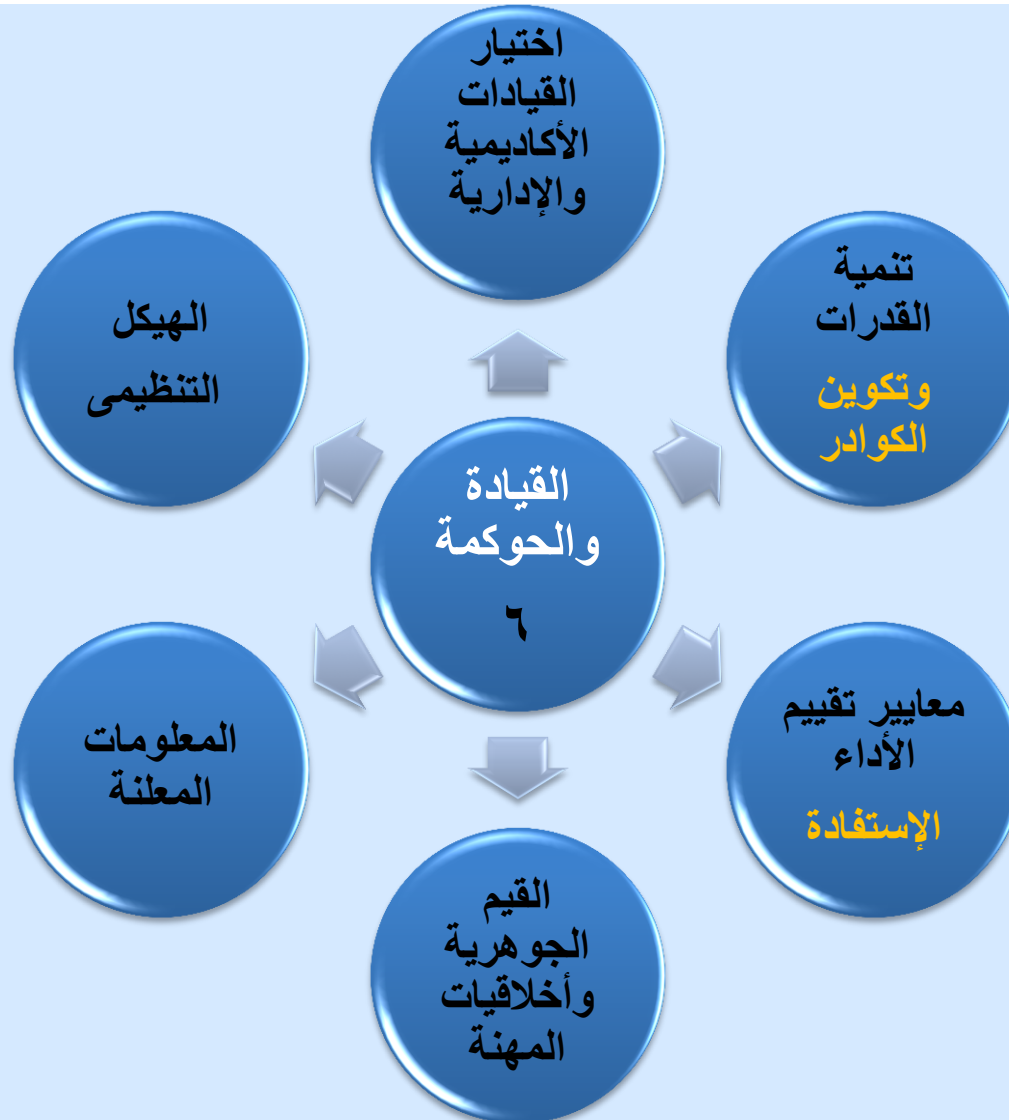 اختيار
القيادات
الأكاديمية
والإدارية
تنمية
القدرات
وتكوين
الكوادر
الهيكل
التنظيمى
القيادة
والحوكمة
٦
معايير تقييم
الأداء
الإستفادة
المعلومات
المعلنة
القيم
الجوهرية
وأخلاقيات
المهنة